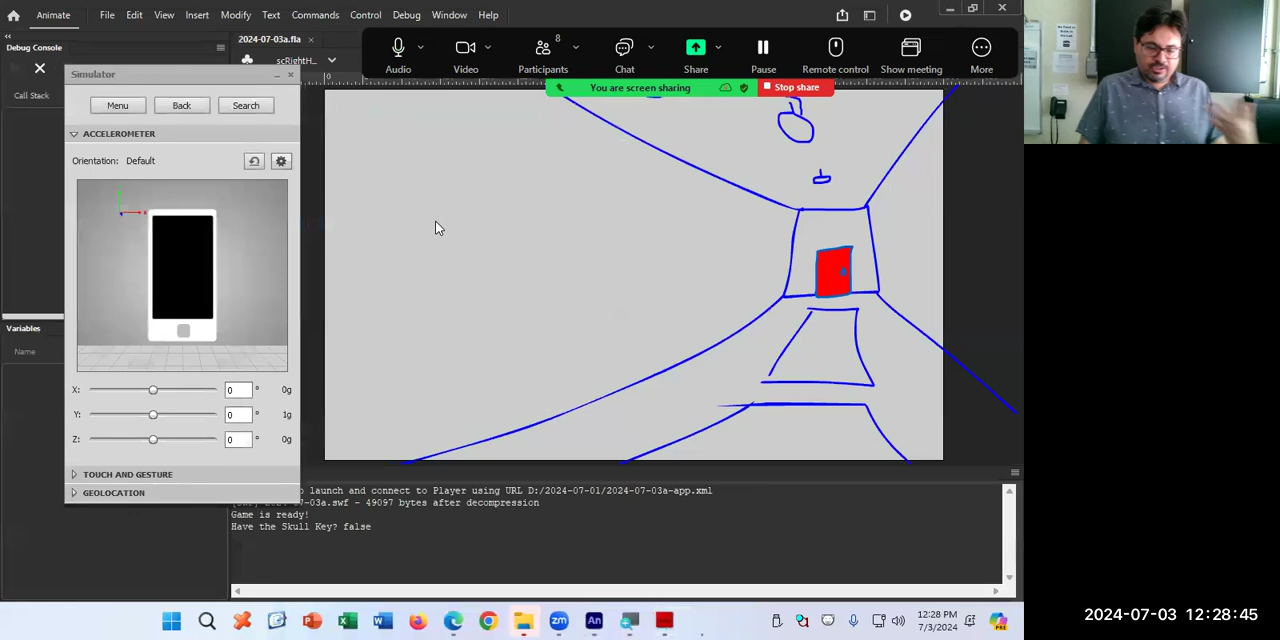 Animate File Edit View Insert Modify Text Commands Control Debug Window Help
Debug Console
2024-07-03a.fla
scRightH...
Simulator
Call Stack
Menu Back Search
ACCELEROMETER
Orientation: Default
X: 0 ° 0g
Y: 0 ° 1g
Z: 0 ° 0g
TOUCH AND GESTURE
GEOLOCATION
Variables
Name
Audio Video 8 Participants Chat Share Pause Remote control Show meeting More
You are screen sharing Stop share
0
o launch and connect to Player using URL D:/2024-07-01/2024-07-03a-app.xml
-03a.swf - 49097 bytes after decompression
Game is ready!
Have the Skull Key? false
12:28 PM
7/3/2024
2024-07-03 12:28:45